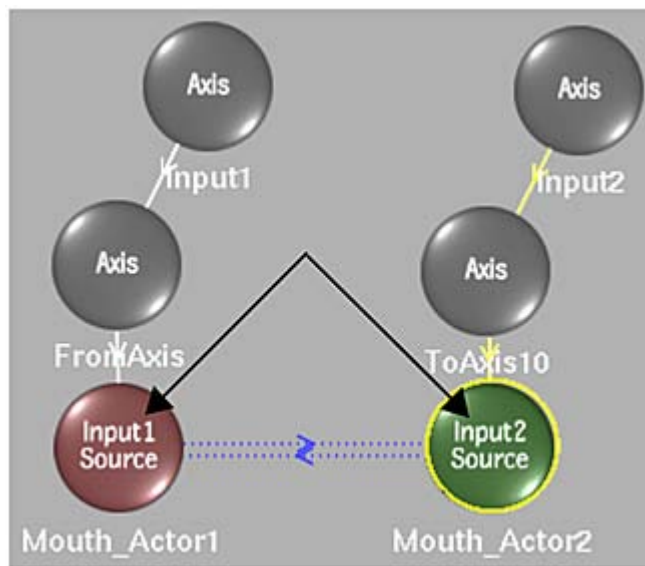 Axis
Axis
Input1
Input2
Axis
Axis
FromAxis
ToAxis10
Input1
Source
Input2
Source
Mouth_Actor1
Mouth_Actor2